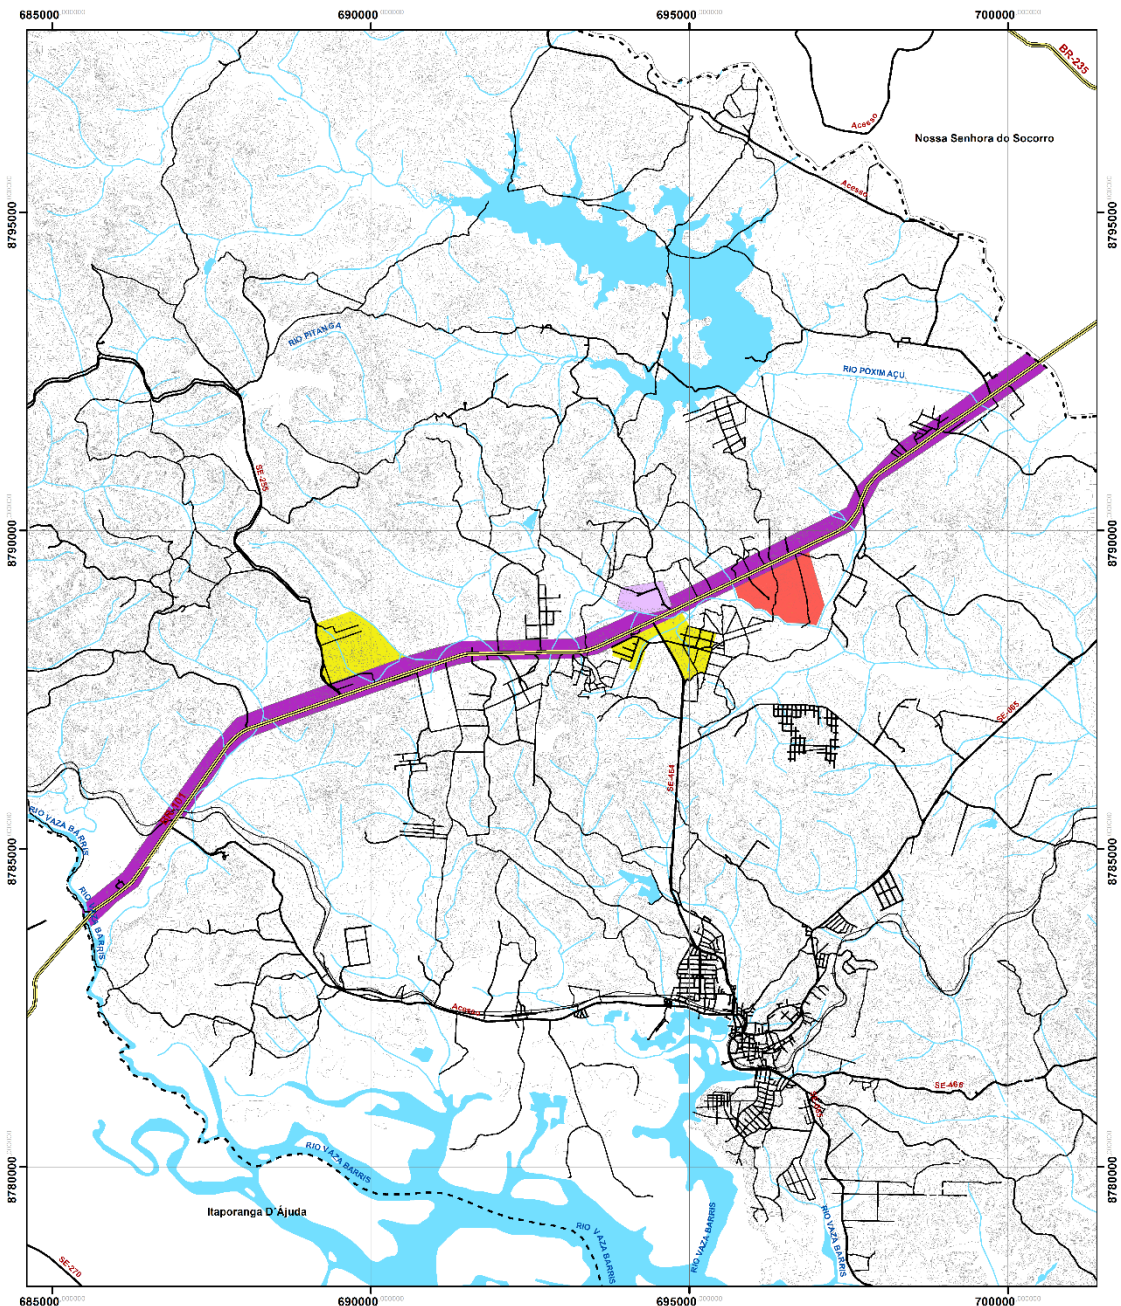 685000
690000
695000
700000
BR-235
Acesso
Nossa Senhora do Socorro
Acesso
8795000
8795000
RIO PITANGA
RIO POXIM AÇU
SE-255
8790000
8790000
SE-065
SE-464
RIO VAZA BARRIS
8785000
8785000
RIO VAZA BARRIS
Acesso
SE-466
RIO VAZA BARRIS
8780000
8780000
Itaporanga D´Ájuda
RIO VAZA BARRIS
RIO VAZA BARRIS
RIO VAZA BARRIS
SE-270
685000
690000
695000
700000